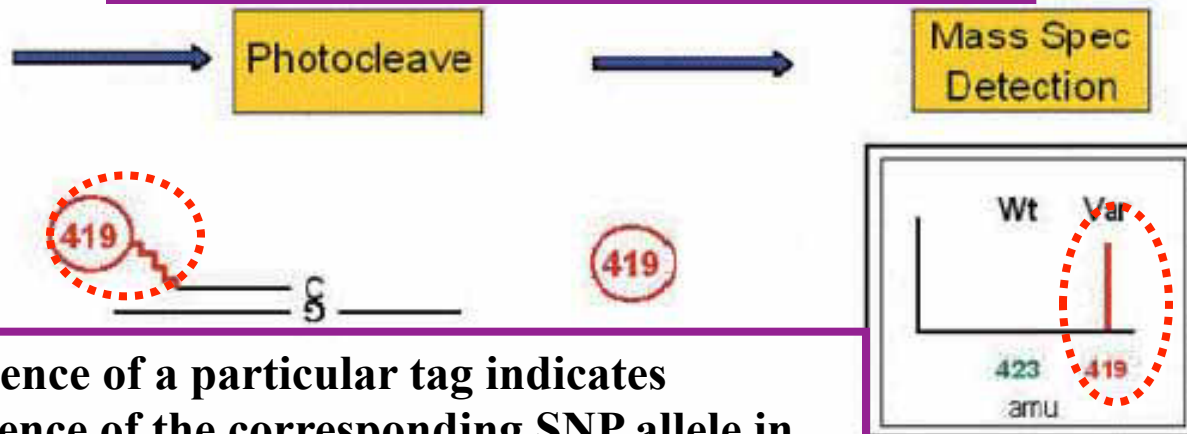 Photocleave
Mass Spec
Detection
419
C
G
419
Wt Var
423 419
amu
ence of a particular tag indicates
ence of the corresponding SNP allele in